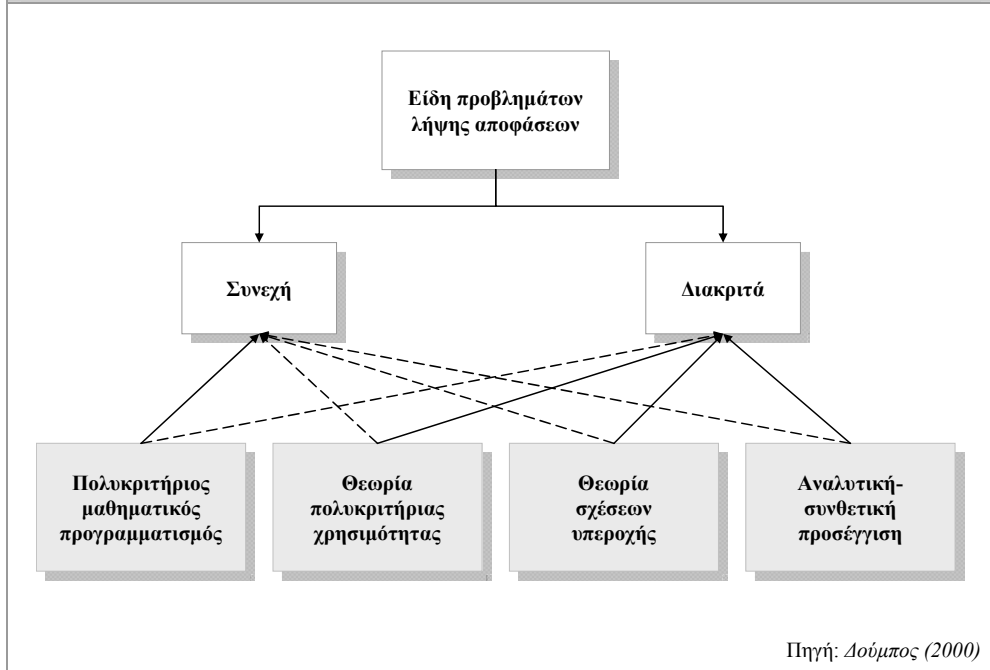 Είδη προβλημάτων
λήψης αποφάσεων
Συνεχή
Διακριτά
Πολυκριτήριος
μαθηματικός
προγραμματισμός
Θεωρία
πολυκριτήριας
χρησιμότητας
Θεωρία
σχέσεων
υπεροχής
Αναλυτική-
συνθετική
προσέγγιση
Πηγή: Δούμπος (2000)